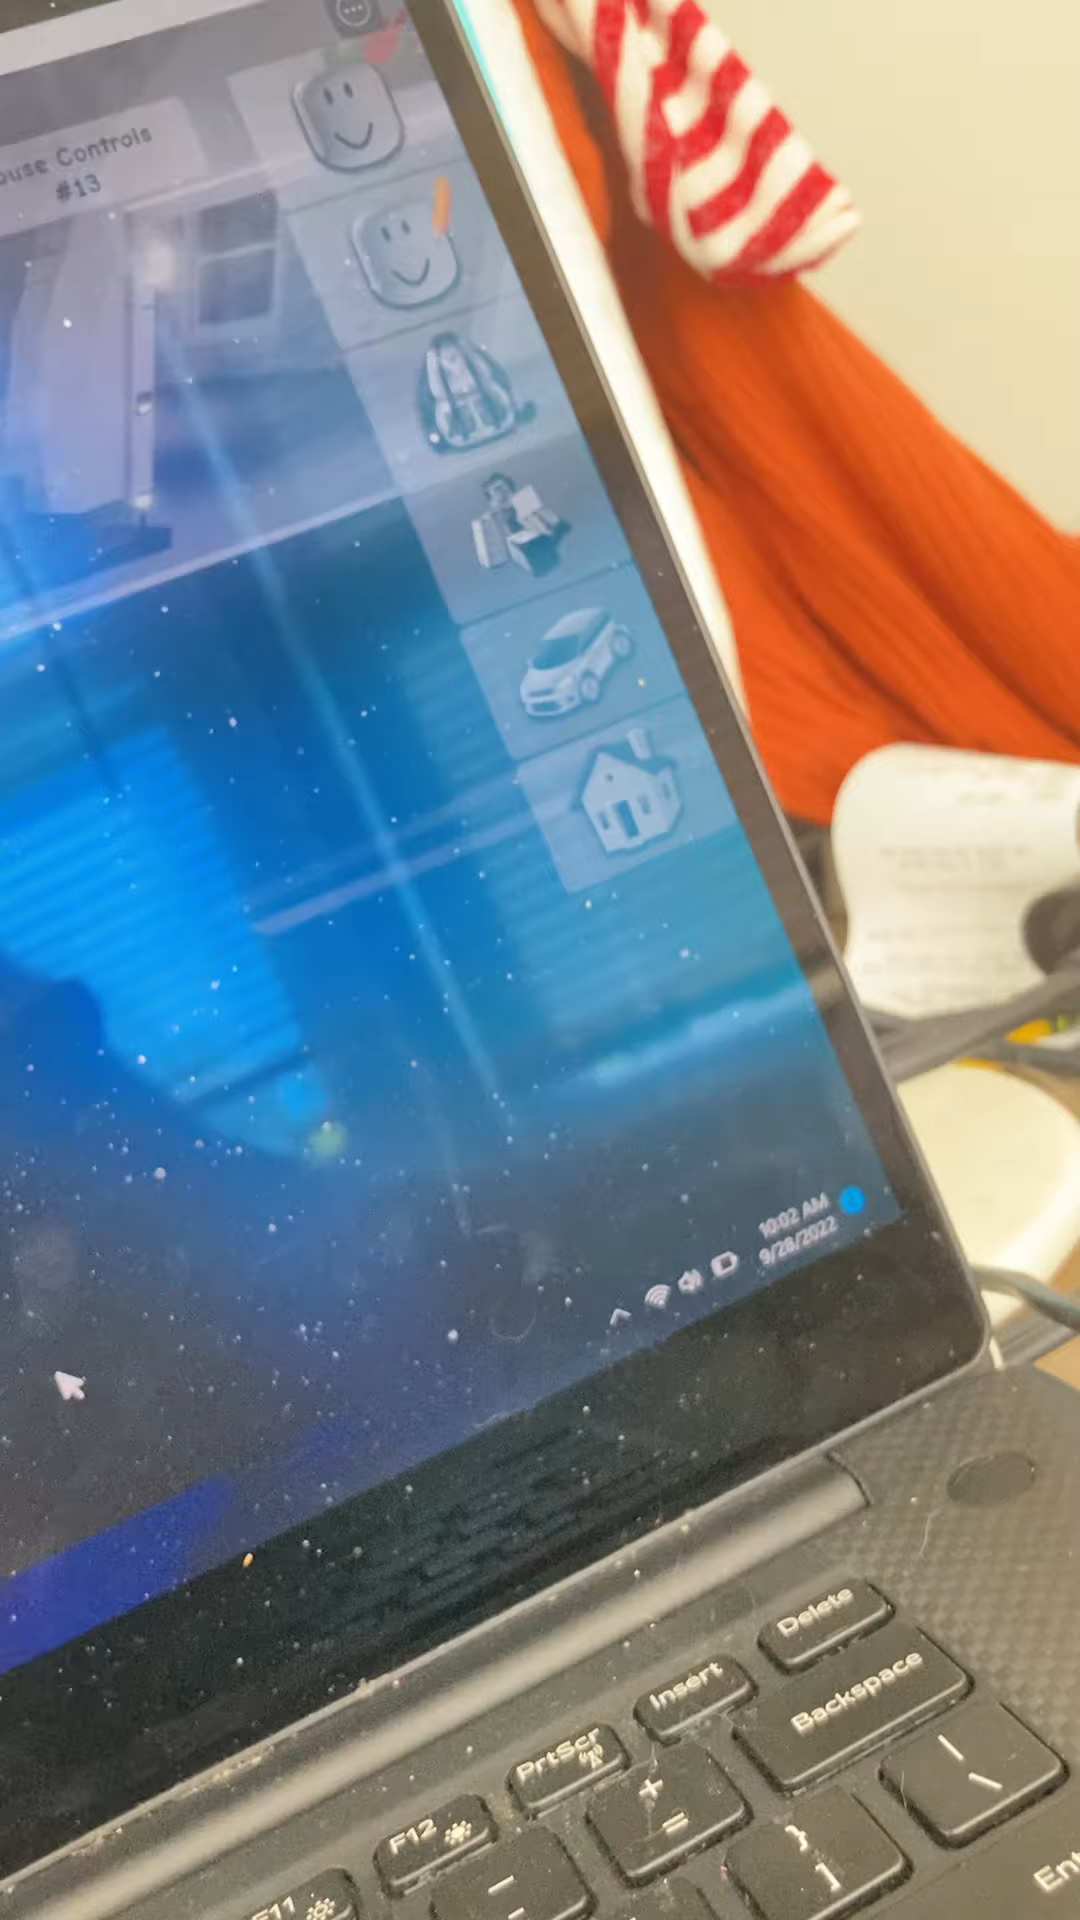 ouse Controls
#13
10:02 AM
9/28/2022
Delete
Insert
Backspace
PrtScr
+
=
|
\
F12
}
]
F11
Ent